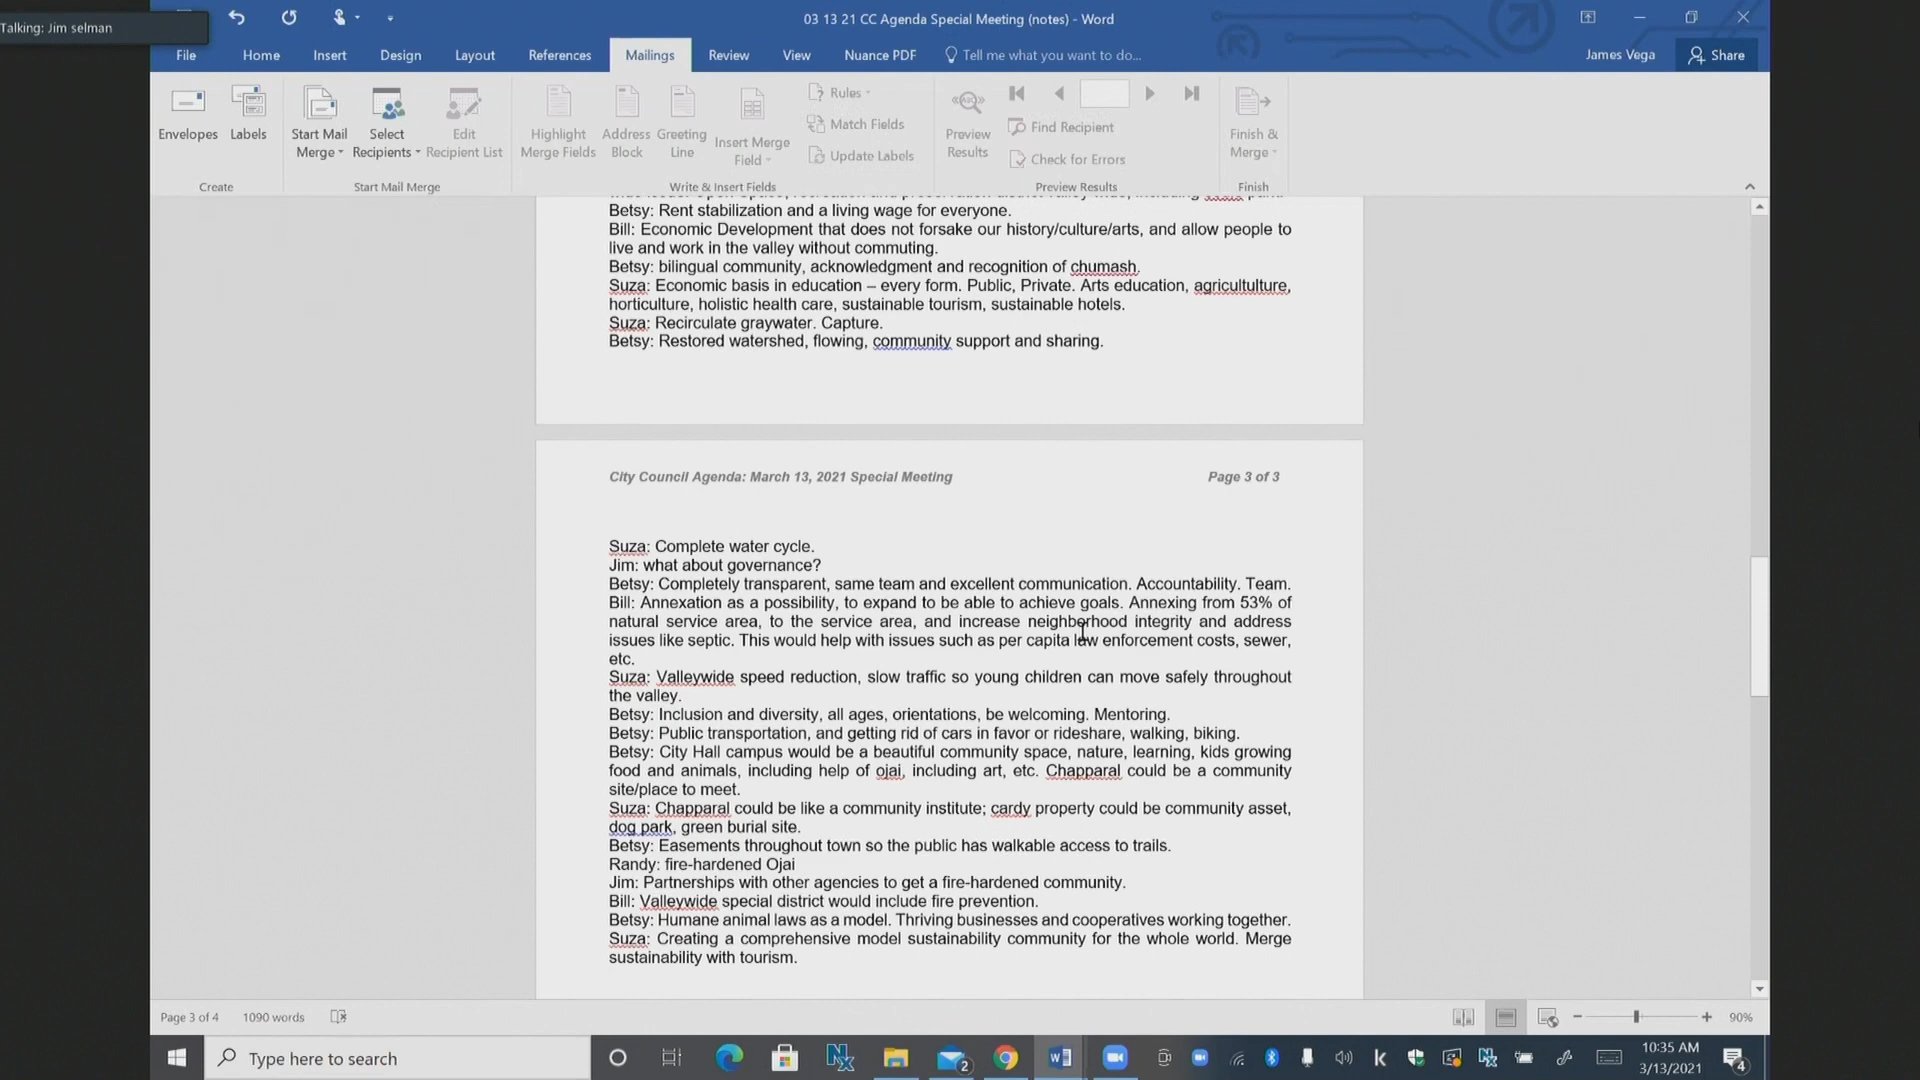 Talking: Jim selman
03 13 21 CC Agenda Special Meeting (notes) - Word
File Home Insert Design Layout References Mailings Review View Nuance PDF Tell me what you want to do... James Vega Share
Envelopes Labels Start Mail Merge Select Recipients Edit Recipient List Highlight Merge Fields Address Block Greeting Line Insert Merge Field Rules Match Fields Update Labels Preview Results Find Recipient Check for Errors Finish & Merge
Create Start Mail Merge Write & Insert Fields Preview Results Finish
Betsy: Rent stabilization and a living wage for everyone.
Bill: Economic Development that does not forsake our history/culture/arts, and allow people to
live and work in the valley without commuting.
Betsy: bilingual community, acknowledgment and recognition of chumash.
Suza: Economic basis in education – every form. Public, Private. Arts education, agricultulture,
horticulture, holistic health care, sustainable tourism, sustainable hotels.
Suza: Recirculate graywater. Capture.
Betsy: Restored watershed, flowing, community support and sharing.
City Council Agenda: March 13, 2021 Special Meeting Page 3 of 3
Suza: Complete water cycle.
Jim: what about governance?
Betsy: Completely transparent, same team and excellent communication. Accountability. Team.
Bill: Annexation as a possibility, to expand to be able to achieve goals. Annexing from 53% of
natural service area, to the service area, and increase neighborhood integrity and address
issues like septic. This would help with issues such as per capita law enforcement costs, sewer,
etc.
Suza: Valleywide speed reduction, slow traffic so young children can move safely throughout
the valley.
Betsy: Inclusion and diversity, all ages, orientations, be welcoming. Mentoring.
Betsy: Public transportation, and getting rid of cars in favor or rideshare, walking, biking.
Betsy: City Hall campus would be a beautiful community space, nature, learning, kids growing
food and animals, including help of ojai, including art, etc. Chapparal could be a community
site/place to meet.
Suza: Chapparal could be like a community institute; cardy property could be community asset,
dog park, green burial site.
Betsy: Easements throughout town so the public has walkable access to trails.
Randy: fire-hardened Ojai
Jim: Partnerships with other agencies to get a fire-hardened community.
Bill: Valleywide special district would include fire prevention.
Betsy: Humane animal laws as a model. Thriving businesses and cooperatives working together.
Suza: Creating a comprehensive model sustainability community for the whole world. Merge
sustainability with tourism.
Page 3 of 4 1090 words 90%
Type here to search 2 10:35 AM
3/13/2021 4